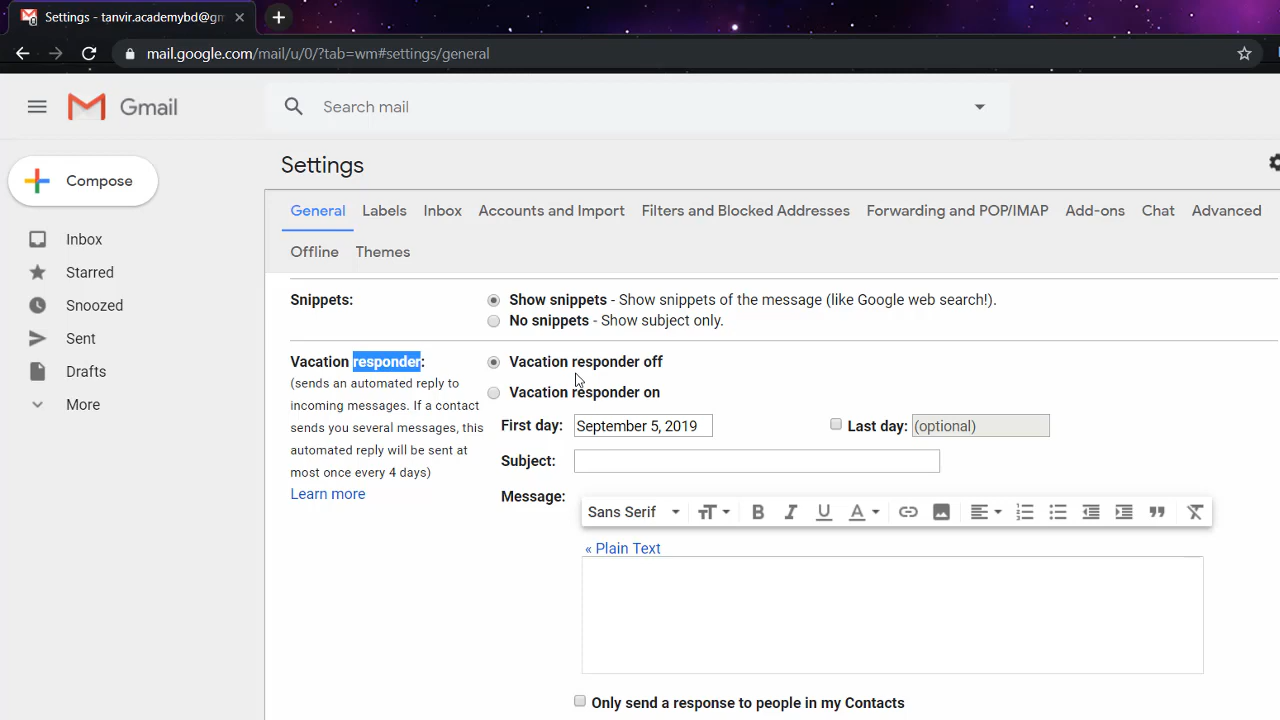 Settings - tanvir.academybd@gm
mail.google.com/mail/u/0/?tab=wm#settings/general
Gmail
Search mail
Compose
Inbox
Starred
Snoozed
Sent
Drafts
More
Settings
General Labels Inbox Accounts and Import Filters and Blocked Addresses Forwarding and POP/IMAP Add-ons Chat Advanced
Offline Themes
Snippets:
Show snippets - Show snippets of the message (like Google web search!).
No snippets - Show subject only.
Vacation responder:
(sends an automated reply to
incoming messages. If a contact
sends you several messages, this
automated reply will be sent at
most once every 4 days)
Learn more
Vacation responder off
Vacation responder on
First day: September 5, 2019 Last day: (optional)
Subject:
Message:
Sans Serif
« Plain Text
Only send a response to people in my Contacts